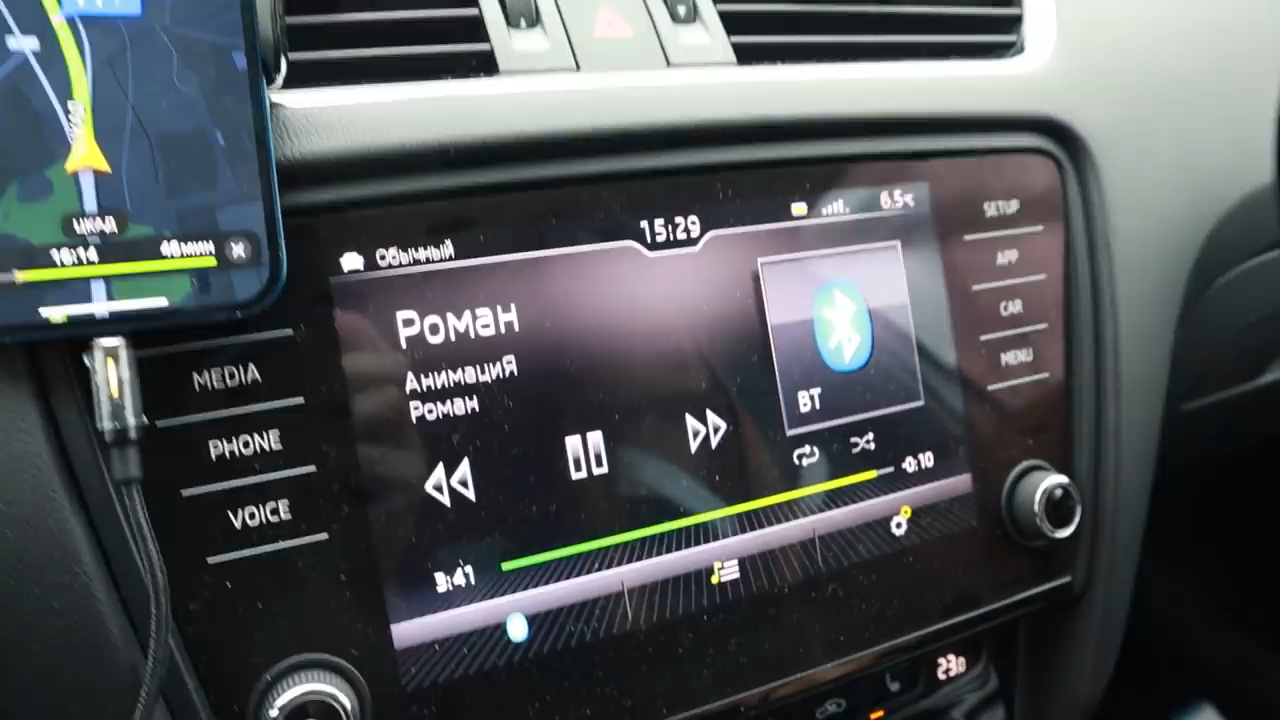 ЦКАД
16:14 46 мин
Обычный
15:29
6.5°C
Роман
Анимация
Роман
BT
3:41
-0:10
MEDIA
PHONE
VOICE
SETUP
APP
CAR
MENU
23.0